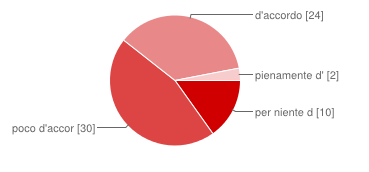 d'accordo [24]
pienamente d' [2]
per niente d [10]
poco d'accor [30]